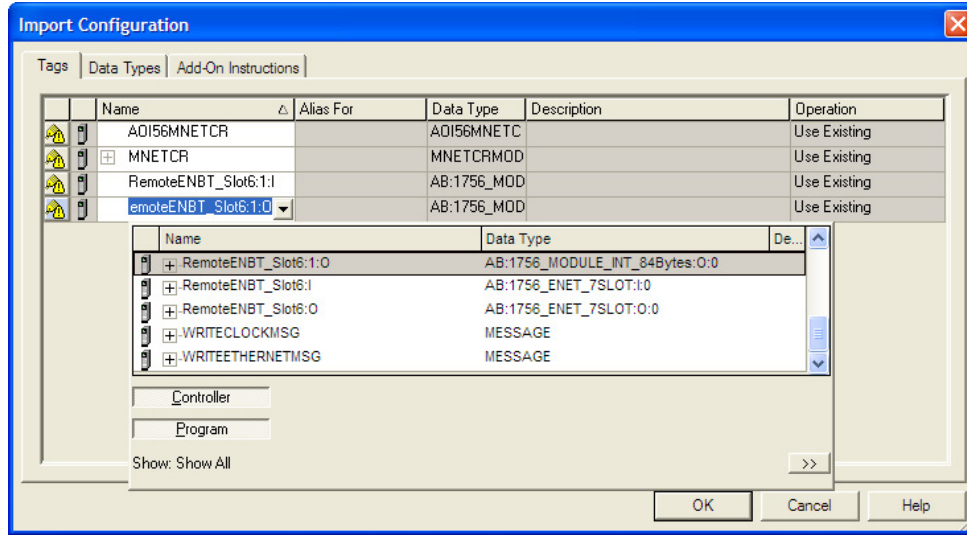 Import Configuration
Tags Data Types Add-On Instructions
Name Alias For Data Type Description Operation
AOI56MNETCR AOI56MNETC Use Existing
MNETCR MNETCRMOD Use Existing
RemoteENBT_Slot6:1:I AB:1756_MOD Use Existing
emoteENBT_Slot6:1:O AB:1756_MOD Use Existing
Name Data Type De...
RemoteENBT_Slot6:1:O AB:1756_MODULE_INT_84Bytes:O:0
RemoteENBT_Slot6:I AB:1756_ENET_7SLOT:I:0
RemoteENBT_Slot6:O AB:1756_ENET_7SLOT:O:0
WRITECLOCKMSG MESSAGE
WRITEETHERNETMSG MESSAGE
Controller
Program
Show: Show All >>
OK Cancel Help